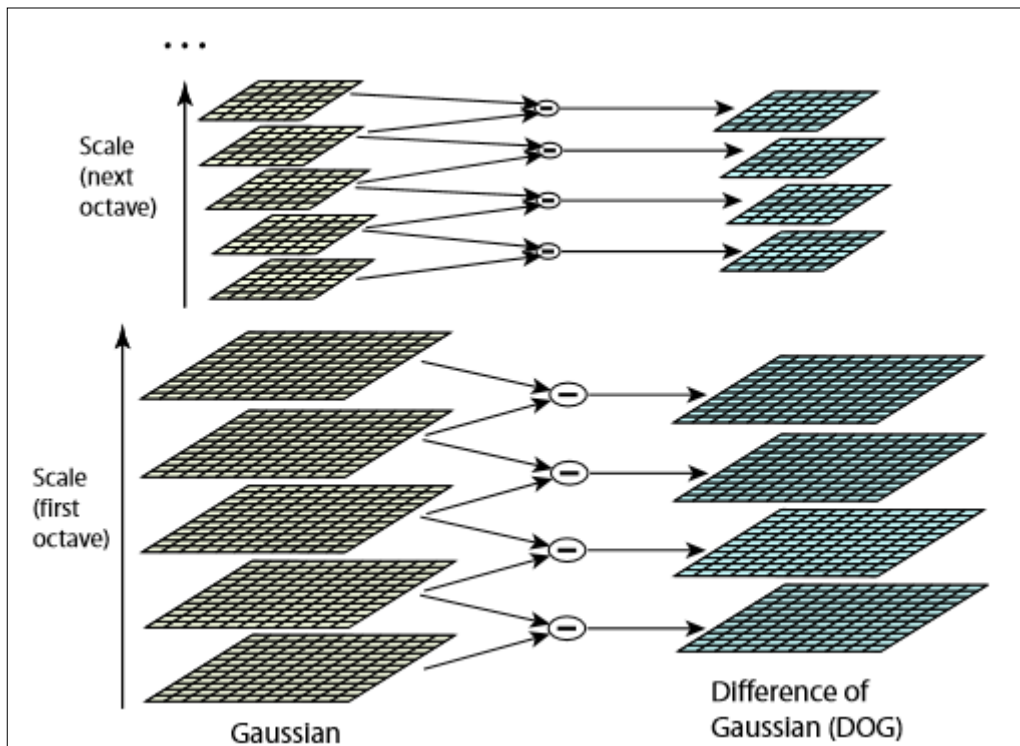 ...
Scale
(next
octave)
Scale
(first
octave)
Gaussian
Difference of
Gaussian (DOG)